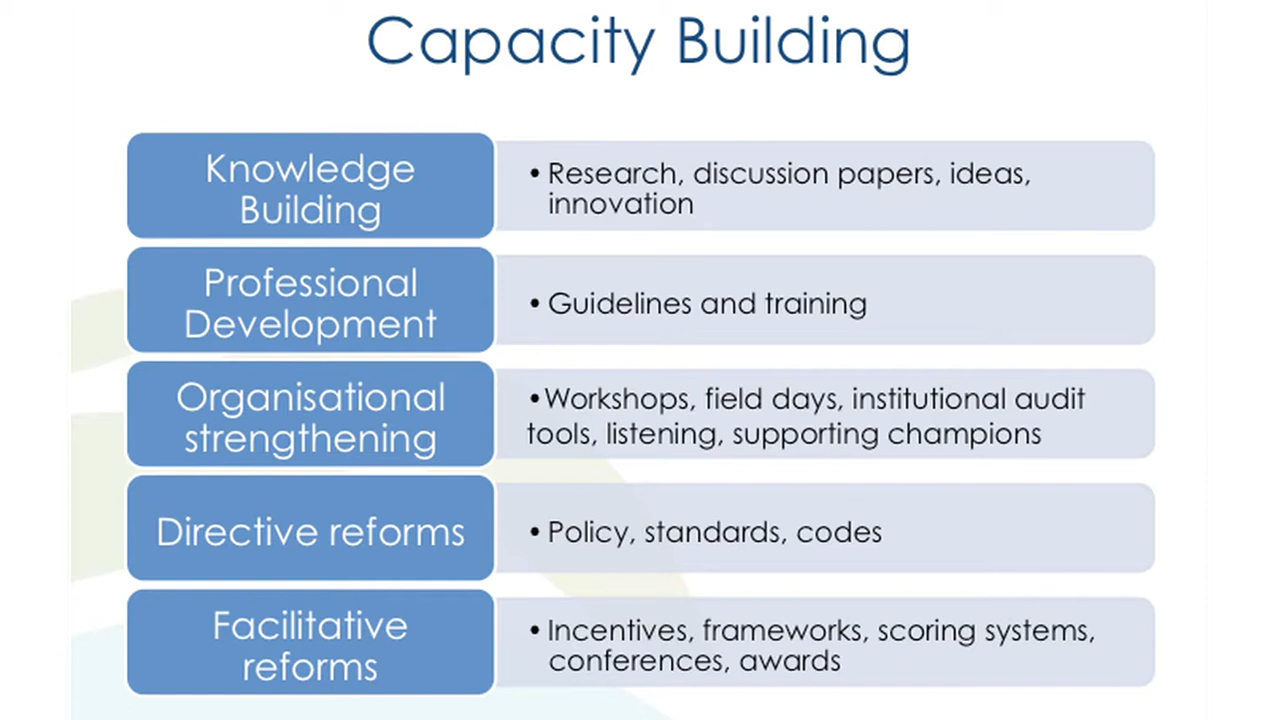 Capacity Building
Knowledge
Building
• Research, discussion papers, ideas,
innovation
Professional
Development
• Guidelines and training
Organisational
strengthening
•Workshops, field days, institutional audit
tools, listening, supporting champions
Directive reforms
• Policy, standards, codes
Facilitative
reforms
• Incentives, frameworks, scoring systems,
conferences, awards